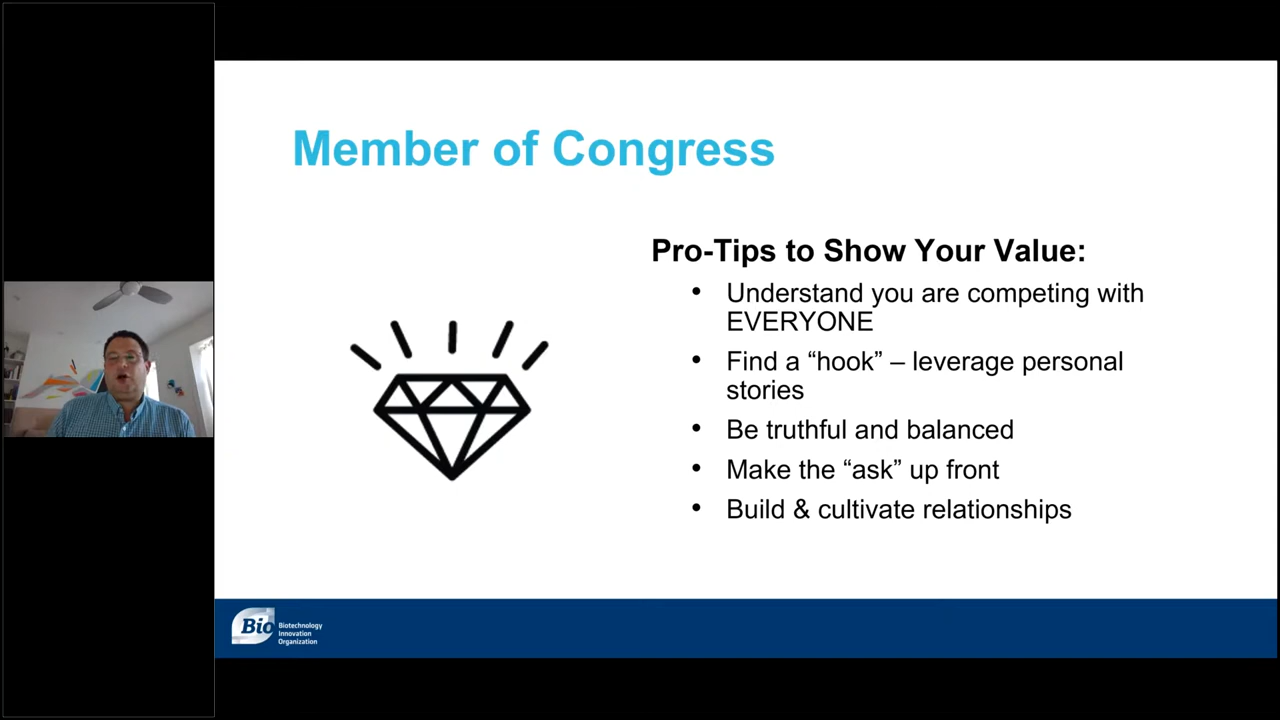 Member of Congress
Pro-Tips to Show Your Value:
• Understand you are competing with
EVERYONE
• Find a “hook” – leverage personal
stories
• Be truthful and balanced
• Make the “ask” up front
• Build & cultivate relationships
Bio
Biotechnology
Innovation
Organization